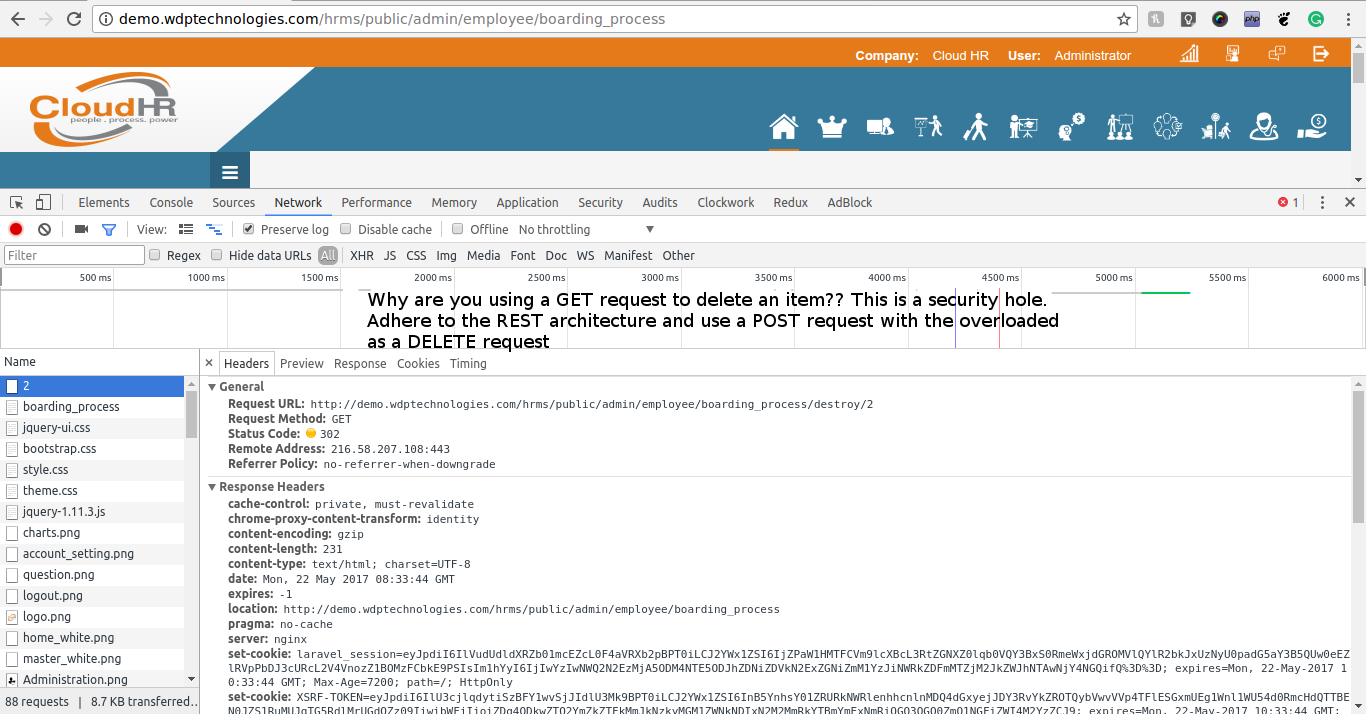 demo.wdptechnologies.com/hrms/public/admin/employee/boarding_process
php
Company: Cloud HR User: Administrator
CloudHR
people . process. power
Elements Console Sources Network Performance Memory Application Security Audits Clockwork Redux AdBlock 1
View: Preserve log Disable cache Offline No throttling
Filter Regex Hide data URLs All XHR JS CSS Img Media Font Doc WS Manifest Other
500 ms 1000 ms 1500 ms 2000 ms 2500 ms 3000 ms 3500 ms 4000 ms 4500 ms 5000 ms 5500 ms 6000 ms
Why are you using a GET request to delete an item?? This is a security hole.
Adhere to the REST architecture and use a POST request with the overloaded
as a DELETE request
Name
2
boarding_process
jquery-ui.css
bootstrap.css
style.css
theme.css
jquery-1.11.3.js
charts.png
account_setting.png
question.png
logout.png
logo.png
home_white.png
master_white.png
Administration.png
88 requests | 8.7 KB transferred...
Headers Preview Response Cookies Timing
General
Request URL: http://demo.wdptechnologies.com/hrms/public/admin/employee/boarding_process/destroy/2
Request Method: GET
Status Code: 302
Remote Address: 216.58.207.108:443
Referrer Policy: no-referrer-when-downgrade
Response Headers
cache-control: private, must-revalidate
chrome-proxy-content-transform: identity
content-encoding: gzip
content-length: 231
content-type: text/html; charset=UTF-8
date: Mon, 22 May 2017 08:33:44 GMT
expires: -1
location: http://demo.wdptechnologies.com/hrms/public/admin/employee/boarding_process
pragma: no-cache
server: nginx
set-cookie:
expires=Mon, 22-May-2017 1
0:33:44 GMT; Max-Age=7200; path=/; HttpOnly
set-cookie:
expires=Mon, 22-May-2017 10:33:44 GMT;